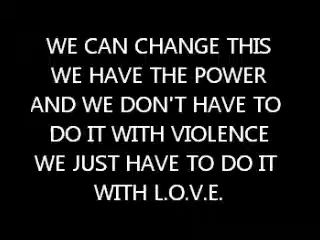 WE CAN CHANGE THIS
WE HAVE THE POWER
AND WE DON'T HAVE TO
DO IT WITH VIOLENCE
WE JUST HAVE TO DO IT
WITH L.O.V.E.